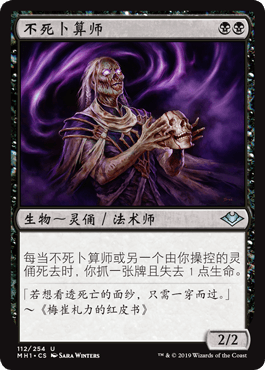 不死卜算师
生物～灵俑／法术师
每当不死卜算师或另一个由你操控的灵
俑死去时，你抓一张牌且失去1点生命。
「若想看透死亡的面纱，只需一穿而过。」
～《梅崔札力的红皮书》
2/2
112/254 U
MH1 • CS SARA WINTERS
™ & © 2019 Wizards of the Coast